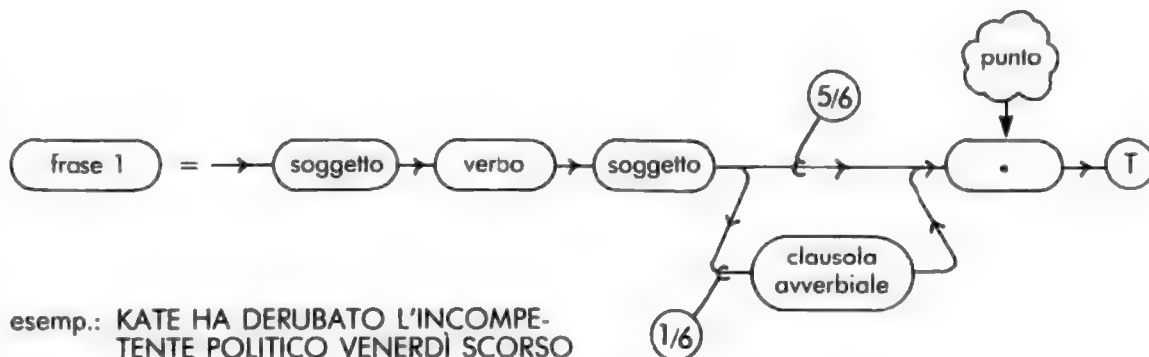 punto
5/6
frase 1 = soggetto verbo soggetto . T
clausola
avverbiale
1/6
esemp.: KATE HA DERUBATO L'INCOMPE-
TENTE POLITICO VENERDÌ SCORSO